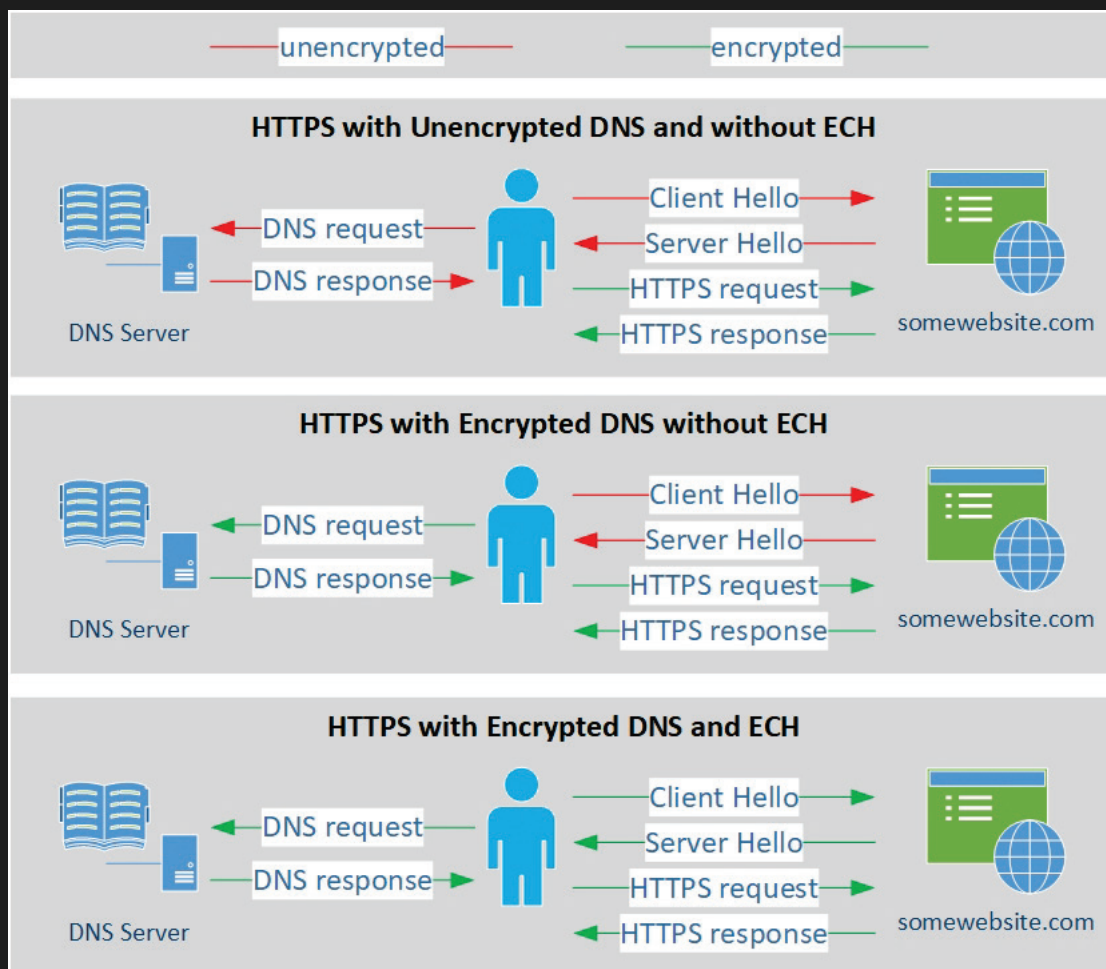 unencrypted
encrypted
HTTPS with Unencrypted DNS and without ECH
DNS request
DNS response
DNS Server
Client Hello
Server Hello
HTTPS request
HTTPS response
somewebsite.com
HTTPS with Encrypted DNS without ECH
DNS request
DNS response
DNS Server
Client Hello
Server Hello
HTTPS request
HTTPS response
somewebsite.com
HTTPS with Encrypted DNS and ECH
DNS request
DNS response
DNS Server
Client Hello
Server Hello
HTTPS request
HTTPS response
somewebsite.com